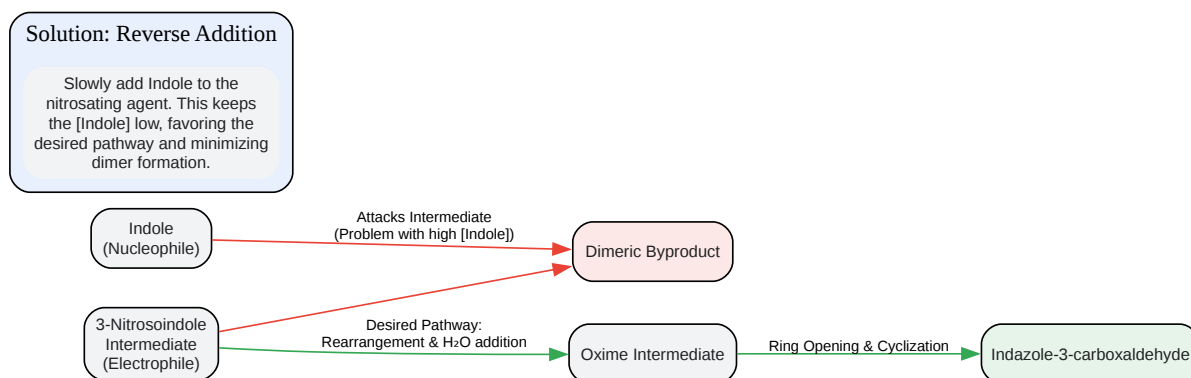 Solution: Reverse Addition
Slowly add Indole to the
nitrosating agent. This keeps
the [Indole] low, favoring the
desired pathway and minimizing
dimer formation.
Indole
(Nucleophile)
Attacks Intermediate
(Problem with high [Indole])
Dimeric Byproduct
3-Nitrosoindole
Intermediate
(Electrophile)
Desired Pathway:
Rearrangement & H₂O addition
Oxime Intermediate
Ring Opening & Cyclization
Indazole-3-carboxaldehyde